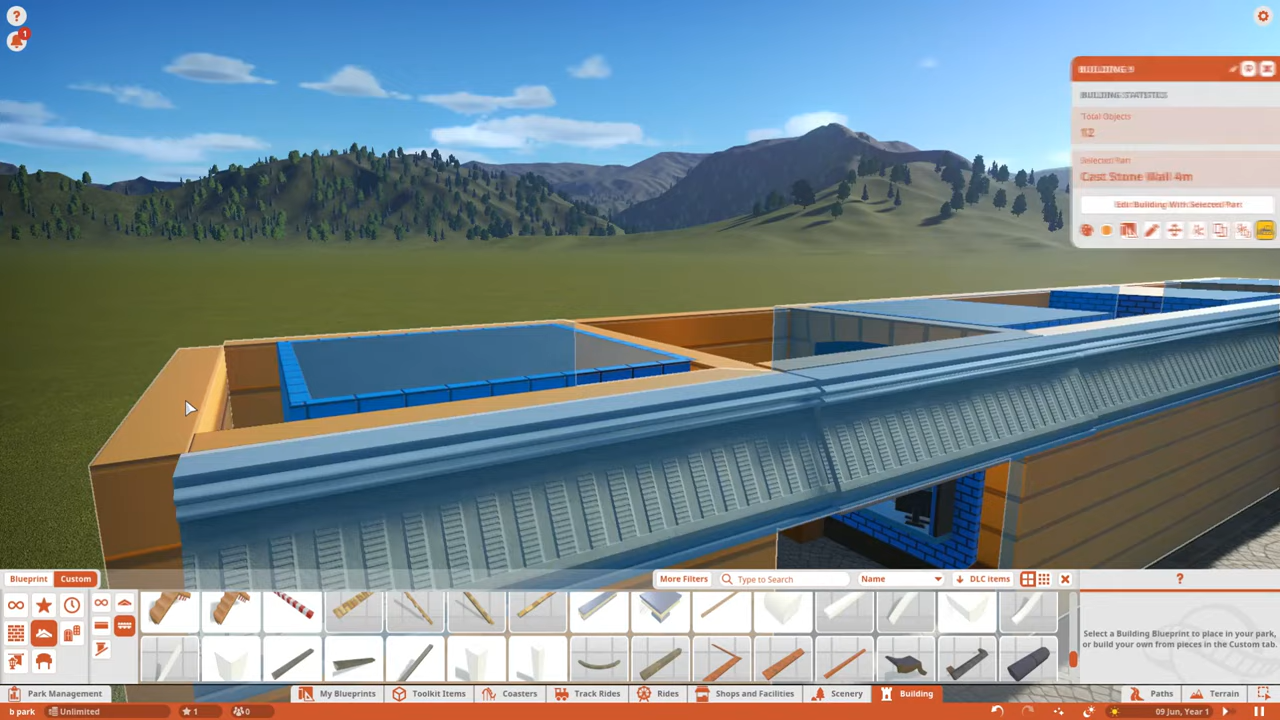 ?
1
BUILDING 9
BUILDING STATISTICS
Total Objects
Selected Part
Cast Stone Wall 4m
Edit Building With Selected Part
Blueprint
Custom
More Filters
Type to Search
Name
DLC items
?
Select a Building Blueprint to place in your park,
or build your own from pieces in the Custom tab.
Park Management
My Blueprints
Toolkit Items
Coasters
Track Rides
Rides
Shops and Facilities
Scenery
Building
Paths
Terrain
b park
Unlimited
1
0
09 Jun, Year 1